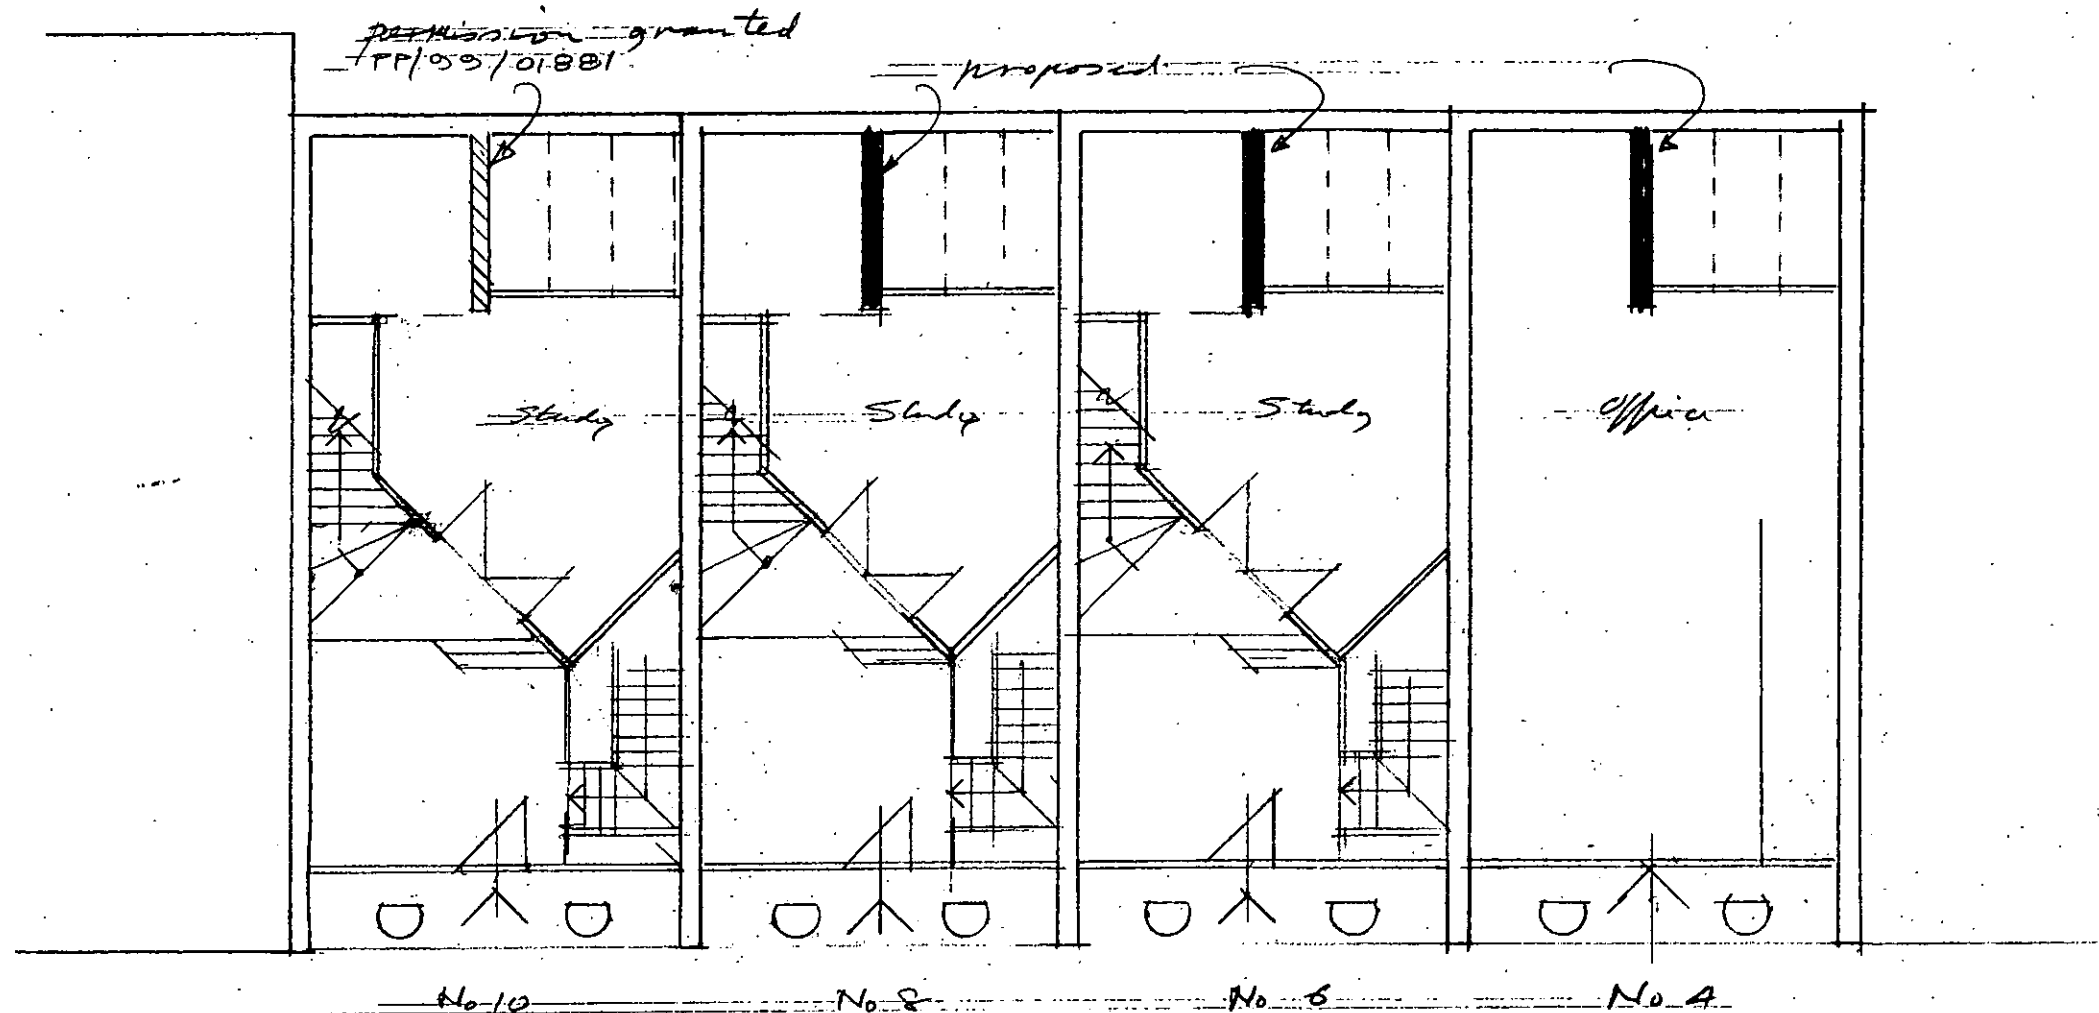 permission granted
PP/99/01881
proposed
Study Study Study Office
No 10 No 8 No 6 No 4